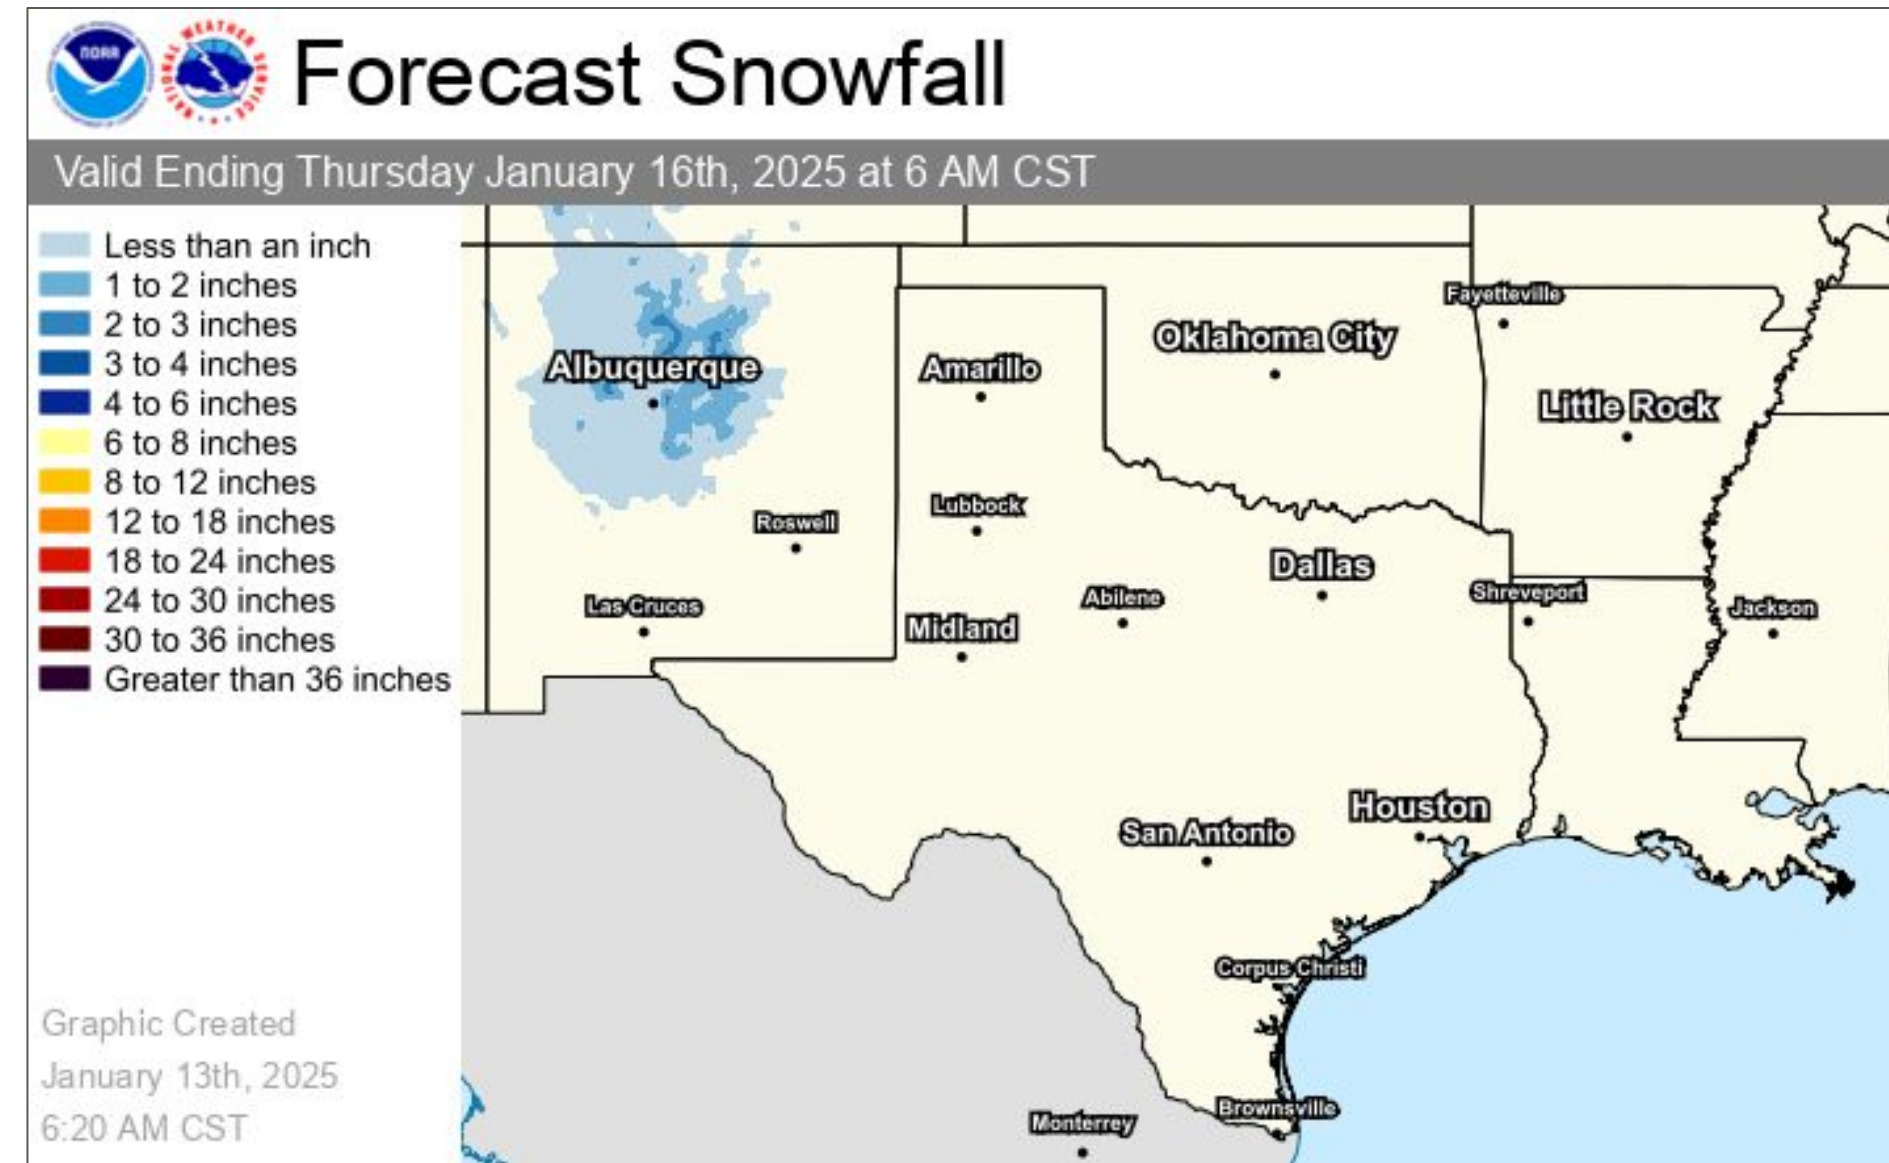 NOAA
NATIONAL WEATHER SERVICE
Forecast Snowfall
Valid Ending Thursday January 16th, 2025 at 6 AM CST
Less than an inch
1 to 2 inches
2 to 3 inches
3 to 4 inches
4 to 6 inches
6 to 8 inches
8 to 12 inches
12 to 18 inches
18 to 24 inches
24 to 30 inches
30 to 36 inches
Greater than 36 inches
Graphic Created
January 13th, 2025
6:20 AM CST
Fayetteville
Oklahoma City
Albuquerque
Amarillo
Little Rock
Lubbock
Roswell
Dallas
Abilene
Shreveport
Las Cruces
Jackson
Midland
Houston
San Antonio
Corpus Christi
Brownsville
Monterrey